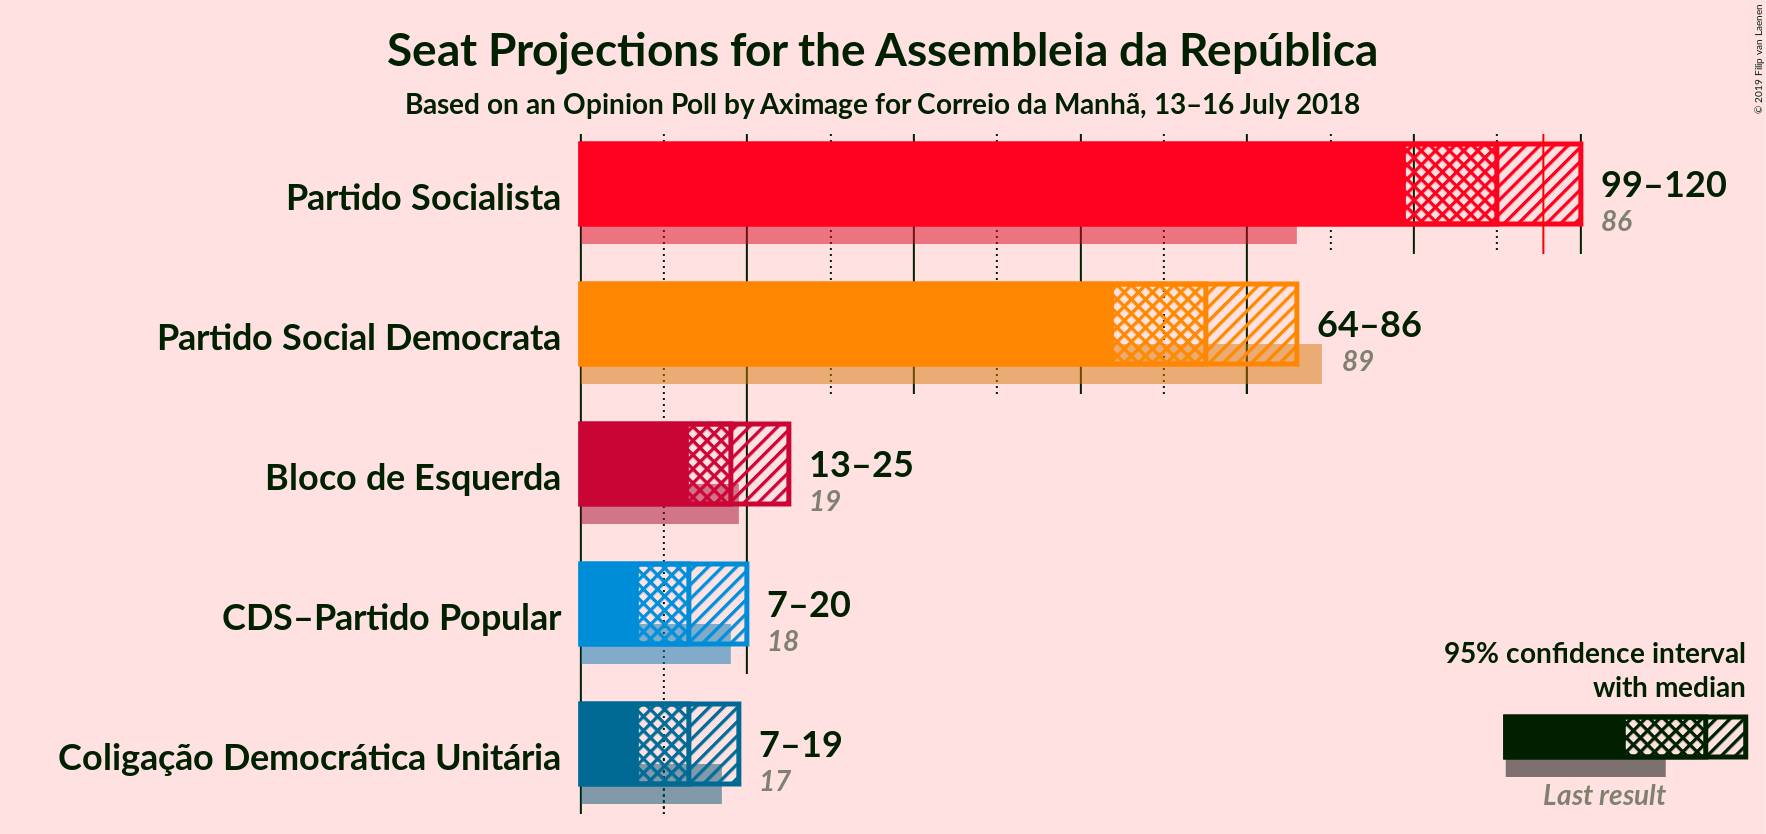 Seat Projections for the Assembleia da República
Based on an Opinion Poll by Aximage for Correio da Manhã, 13–16 July 2018
© 2019 Filip van Laenen
Partido Socialista
99–120
86
Partido Social Democrata
64–86
89
Bloco de Esquerda
13–25
19
CDS–Partido Popular
7–20
18
Coligação Democrática Unitária
7–19
17
95% confidence interval
with median
Last result